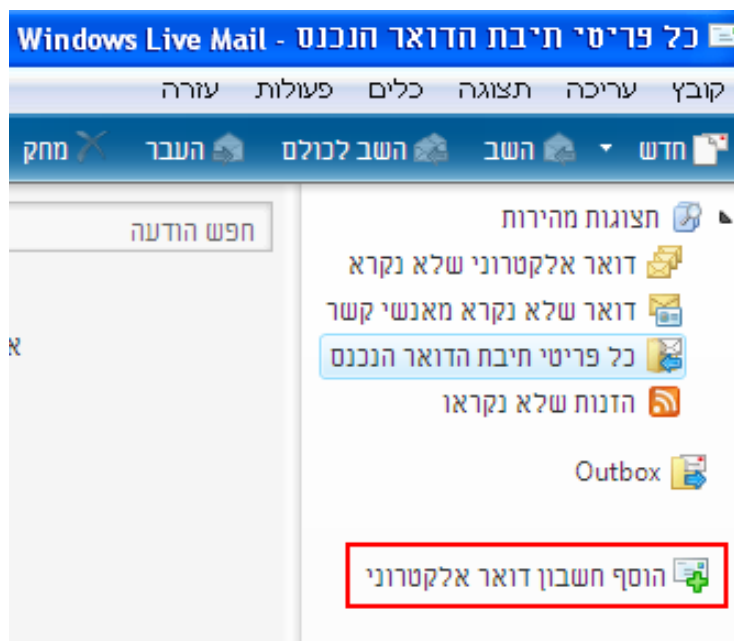 כל פריטי תיבת הדואר הנכנס - Windows Live Mail
קובץ עריכה תצוגה כלים פעולות עזרה
חדש השב השב לכולם העבר מחק
תצוגות מהירות
חפש הודעה
דואר אלקטרוני שלא נקרא
דואר שלא נקרא מאנשי קשר
כל פריטי תיבת הדואר הנכנס
א
הזנות שלא נקראו
Outbox
הוסף חשבון דואר אלקטרוני